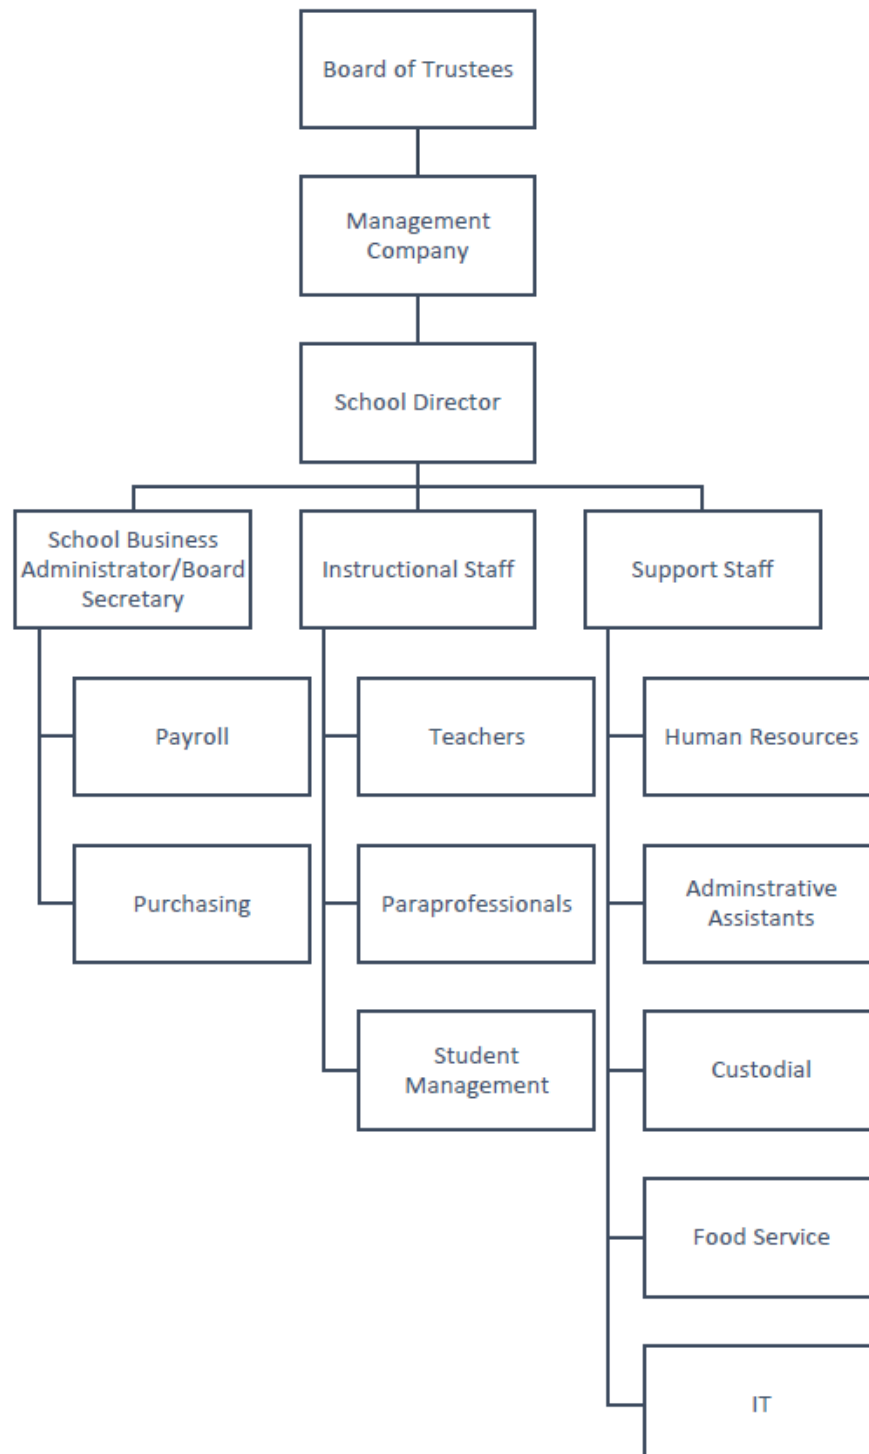 Board of Trustees
Management
Company
School Director
School Business
Administrator/Board
Secretary
Instructional Staff
Support Staff
Payroll
Teachers
Human Resources
Purchasing
Paraprofessionals
Adminstrative
Assistants
Student
Management
Custodial
Food Service
IT